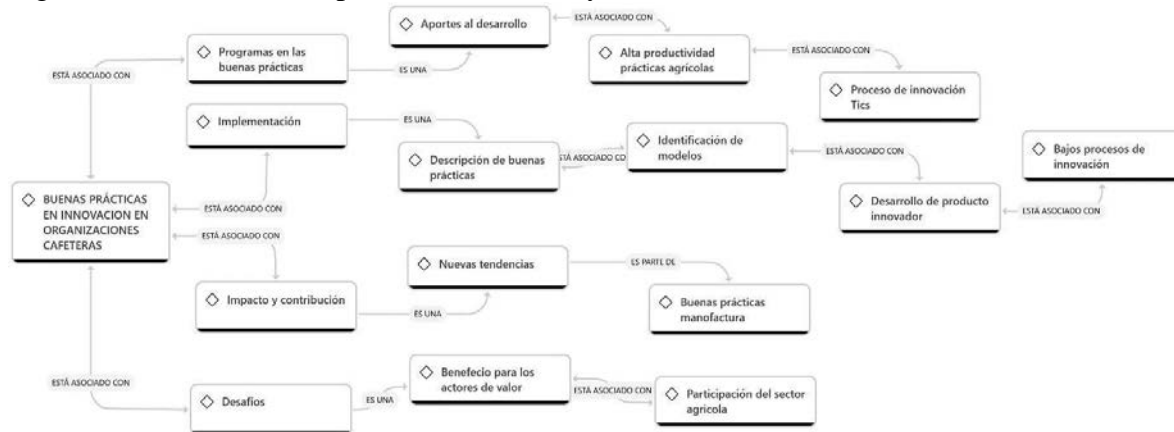 ESTÁ ASOCIADO CON
Aportes al desarrollo
Programas en las
buenas prácticas
ESTÁ ASOCIADO CON
Alta productividad
prácticas agrícolas
ESTÁ ASOCIADO CON
ES UNA
ESTÁ ASOCIADO CON
Proceso de innovación
Tics
Implementación
ES UNA
Identificación de
modelos
Descripción de buenas
prácticas
ESTÁ ASOCIADO CO
ESTÁ ASOCIADO CON
Bajos procesos de
innovación
BUENAS PRÁCTICAS
EN INNOVACION EN
ORGANIZACIONES
CAFETERAS
ESTÁ ASOCIADO CON
Desarrollo de producto
innovador
ESTÁ ASOCIADO CON
ESTÁ ASOCIADO CON
Nuevas tendencias
ES PARTE DE
Impacto y contribución
ES UNA
Buenas prácticas
manufactura
ESTÁ ASOCIADO CON
Desafíos
ES UNA
Benefecio para los
actores de valor
ESTÁ ASOCIADO CON
Participación del sector
agrícola